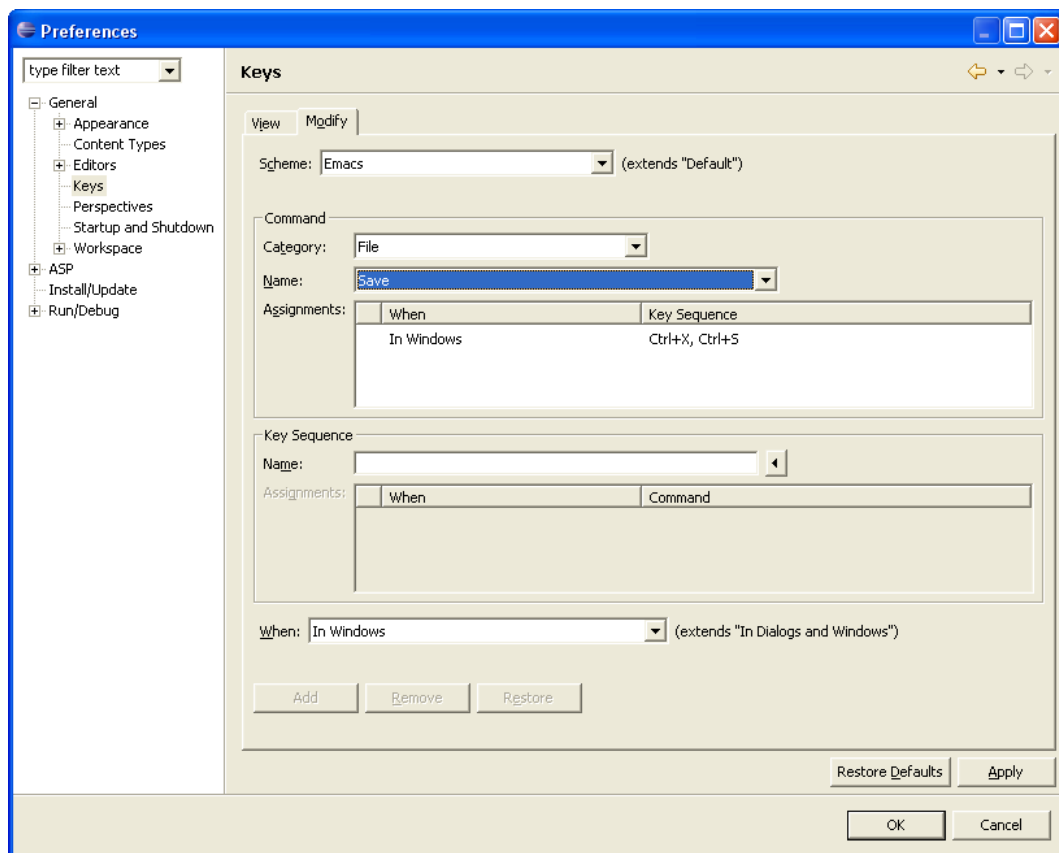 Preferences
type filter text
Keys
General
Appearance
Content Types
Editors
Keys
Perspectives
Startup and Shutdown
Workspace
ASP
Install/Update
Run/Debug
View Modify
Scheme: Emacs (extends "Default")
Command
Category: File
Name: Save
Assignments: When Key Sequence
In Windows Ctrl+X, Ctrl+S
Key Sequence
Name:
Assignments: When Command
When: In Windows (extends "In Dialogs and Windows")
Add Remove Restore
Restore Defaults Apply
OK Cancel